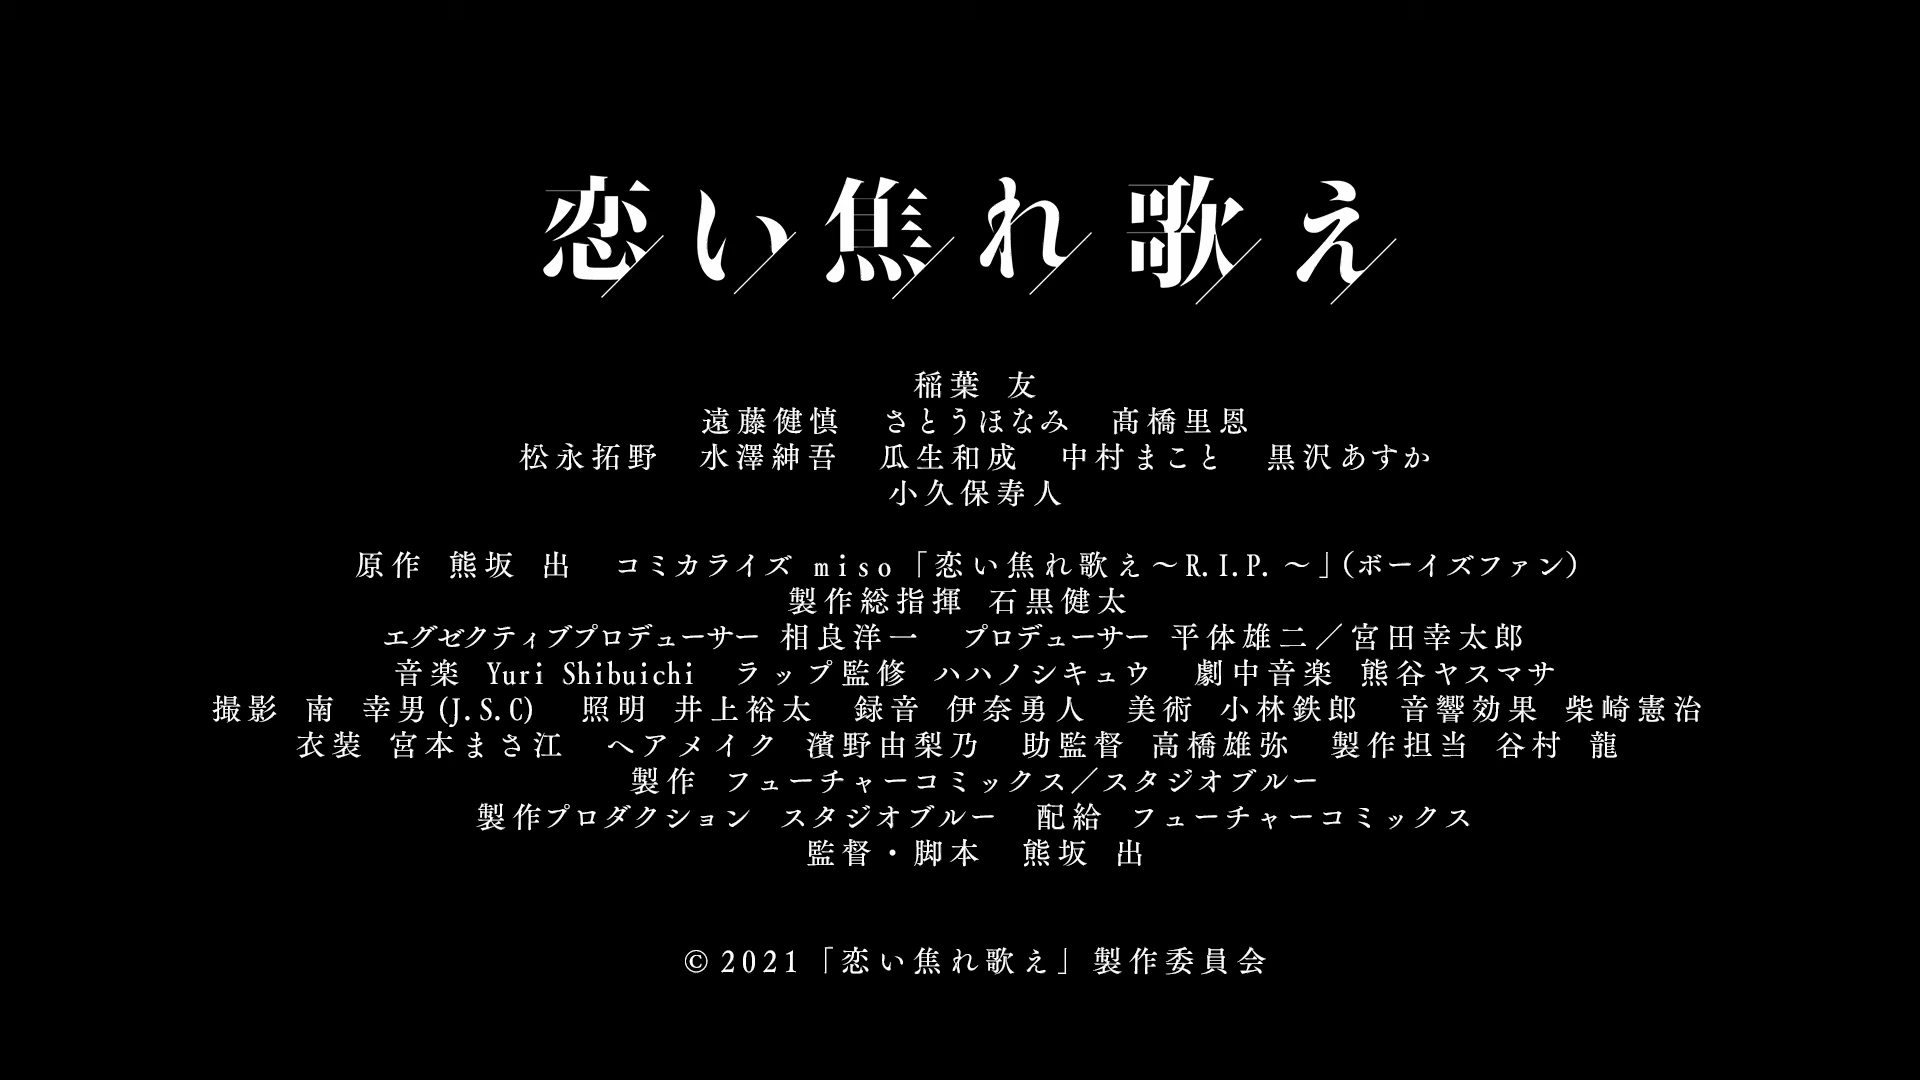 恋い焦れ歌え
稲葉 友
遠藤健慎 さとうほなみ 髙橋里恩
松永拓野 水澤紳吾 瓜生和成 中村まこと 黒沢あすか
小久保寿人
原作 熊坂 出 コミカライズ miso「恋い焦れ歌え～R.I.P.～」(ボーイズファン)
製作総指揮 石黒健太
エグゼクティブプロデューサー 相良洋一 プロデューサー 平体雄二／宮田幸太郎
音楽 Yuri Shibuichi ラップ監修 ハハノシキュウ 劇中音楽 熊谷ヤスマサ
撮影 南 幸男(J.S.C) 照明 井上裕太 録音 伊奈勇人 美術 小林鉄郎 音響効果 柴崎憲治
衣装 宮本まさ江 ヘアメイク 濱野由梨乃 助監督 高橋雄弥 製作担当 谷村 龍
製作 フューチャーコミックス／スタジオブルー
製作プロダクション スタジオブルー 配給 フューチャーコミックス
監督・脚本 熊坂 出
©2021「恋い焦れ歌え」製作委員会